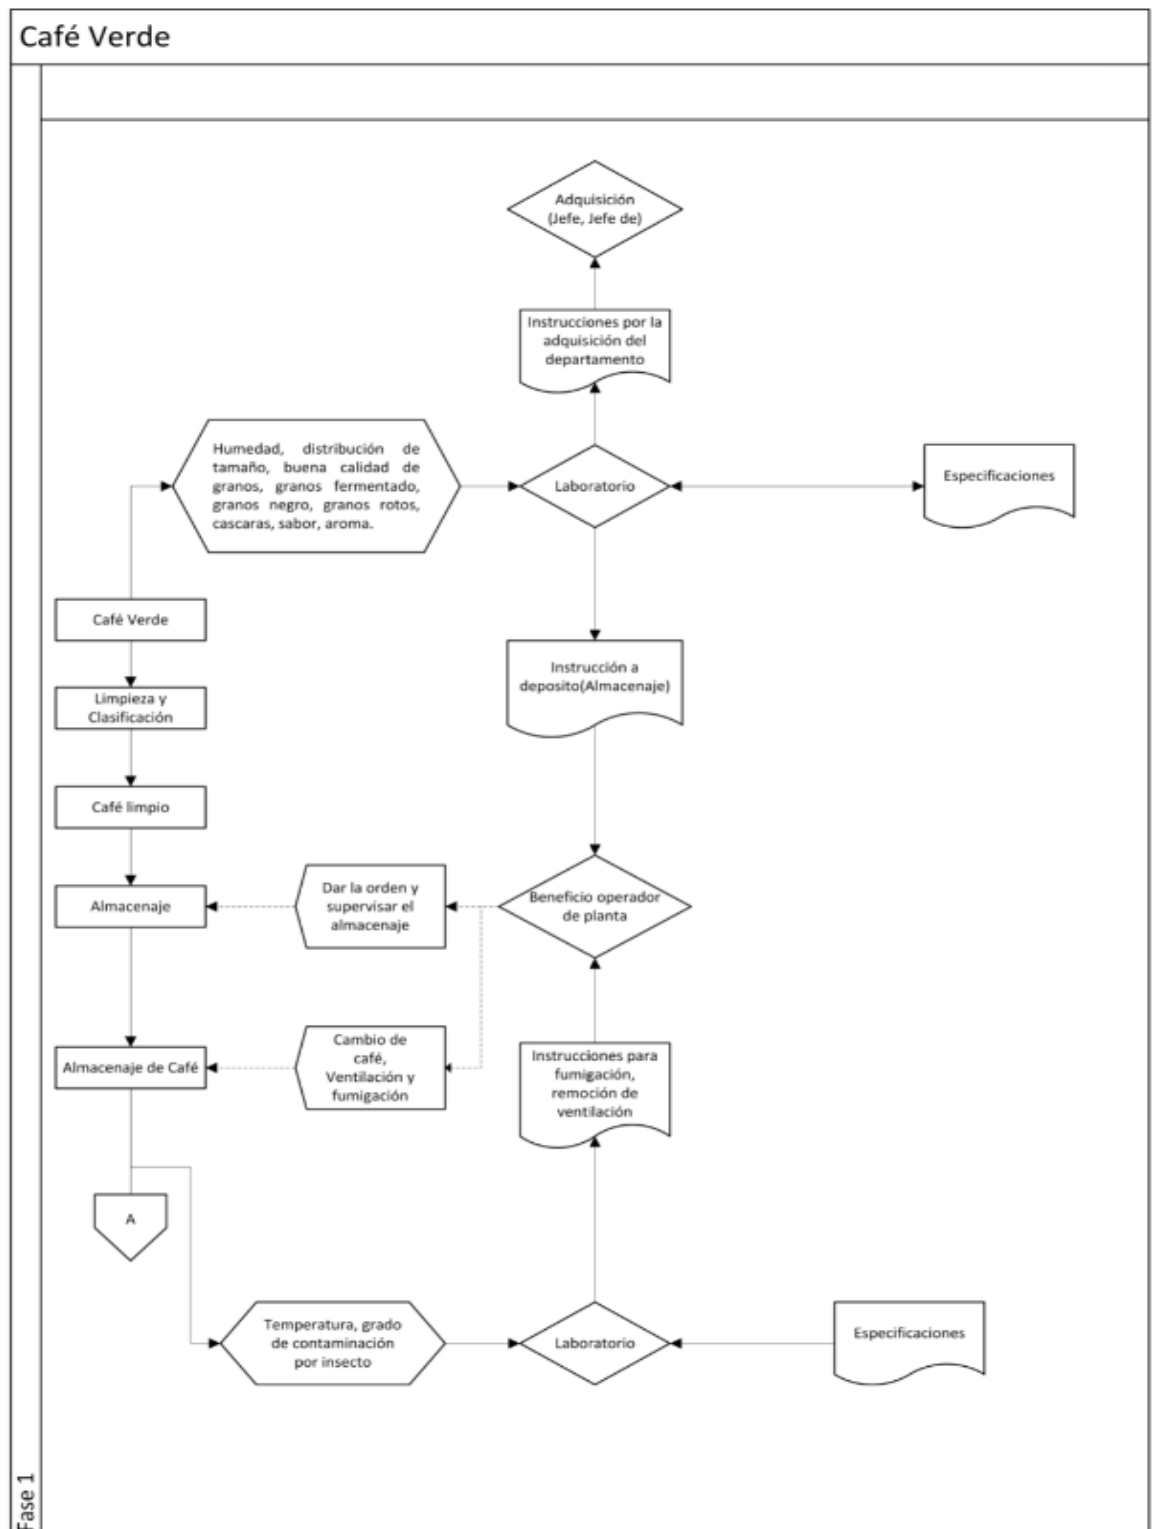 Café Verde
Adquisición
(Jefe, Jefe de)
Instrucciones por la
adquisición del
departamento
Humedad, distribución de
tamaño, buena calidad de
granos, granos fermentado,
granos negro, granos rotos,
cascaras, sabor, aroma.
Laboratorio
Especificaciones
Café Verde
Instrucción a
deposito(Almacenaje)
Limpieza y
Clasificación
Café limpio
Almacenaje
Dar la orden y
supervisar el
almacenaje
Beneficio operador
de planta
Almacenaje de Café
Cambio de
café,
Ventilación y
fumigación
Instrucciones para
fumigación,
remoción de
ventilación
A
Temperatura, grado
de contaminación
por insecto
Laboratorio
Especificaciones
Fase 1